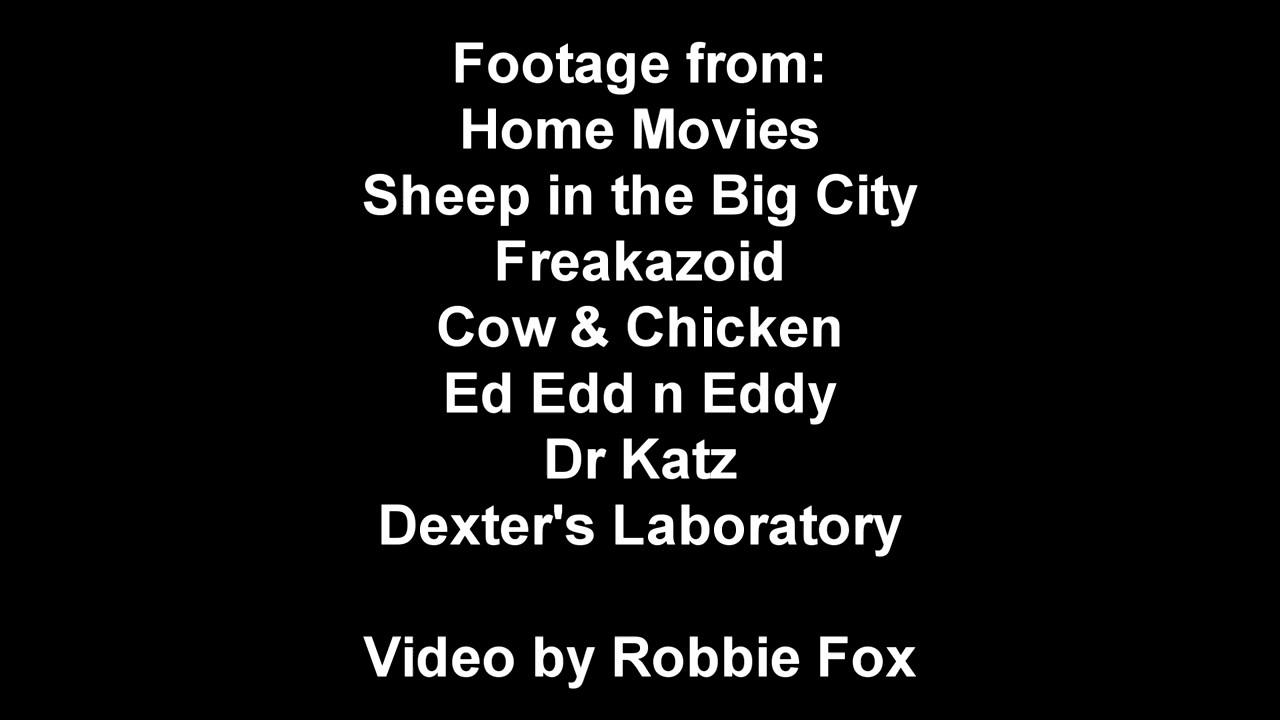 Footage from:
Home Movies
Sheep in the Big City
Freakazoid
Cow & Chicken
Ed Edd n Eddy
Dr Katz
Dexter's Laboratory
Video by Robbie Fox